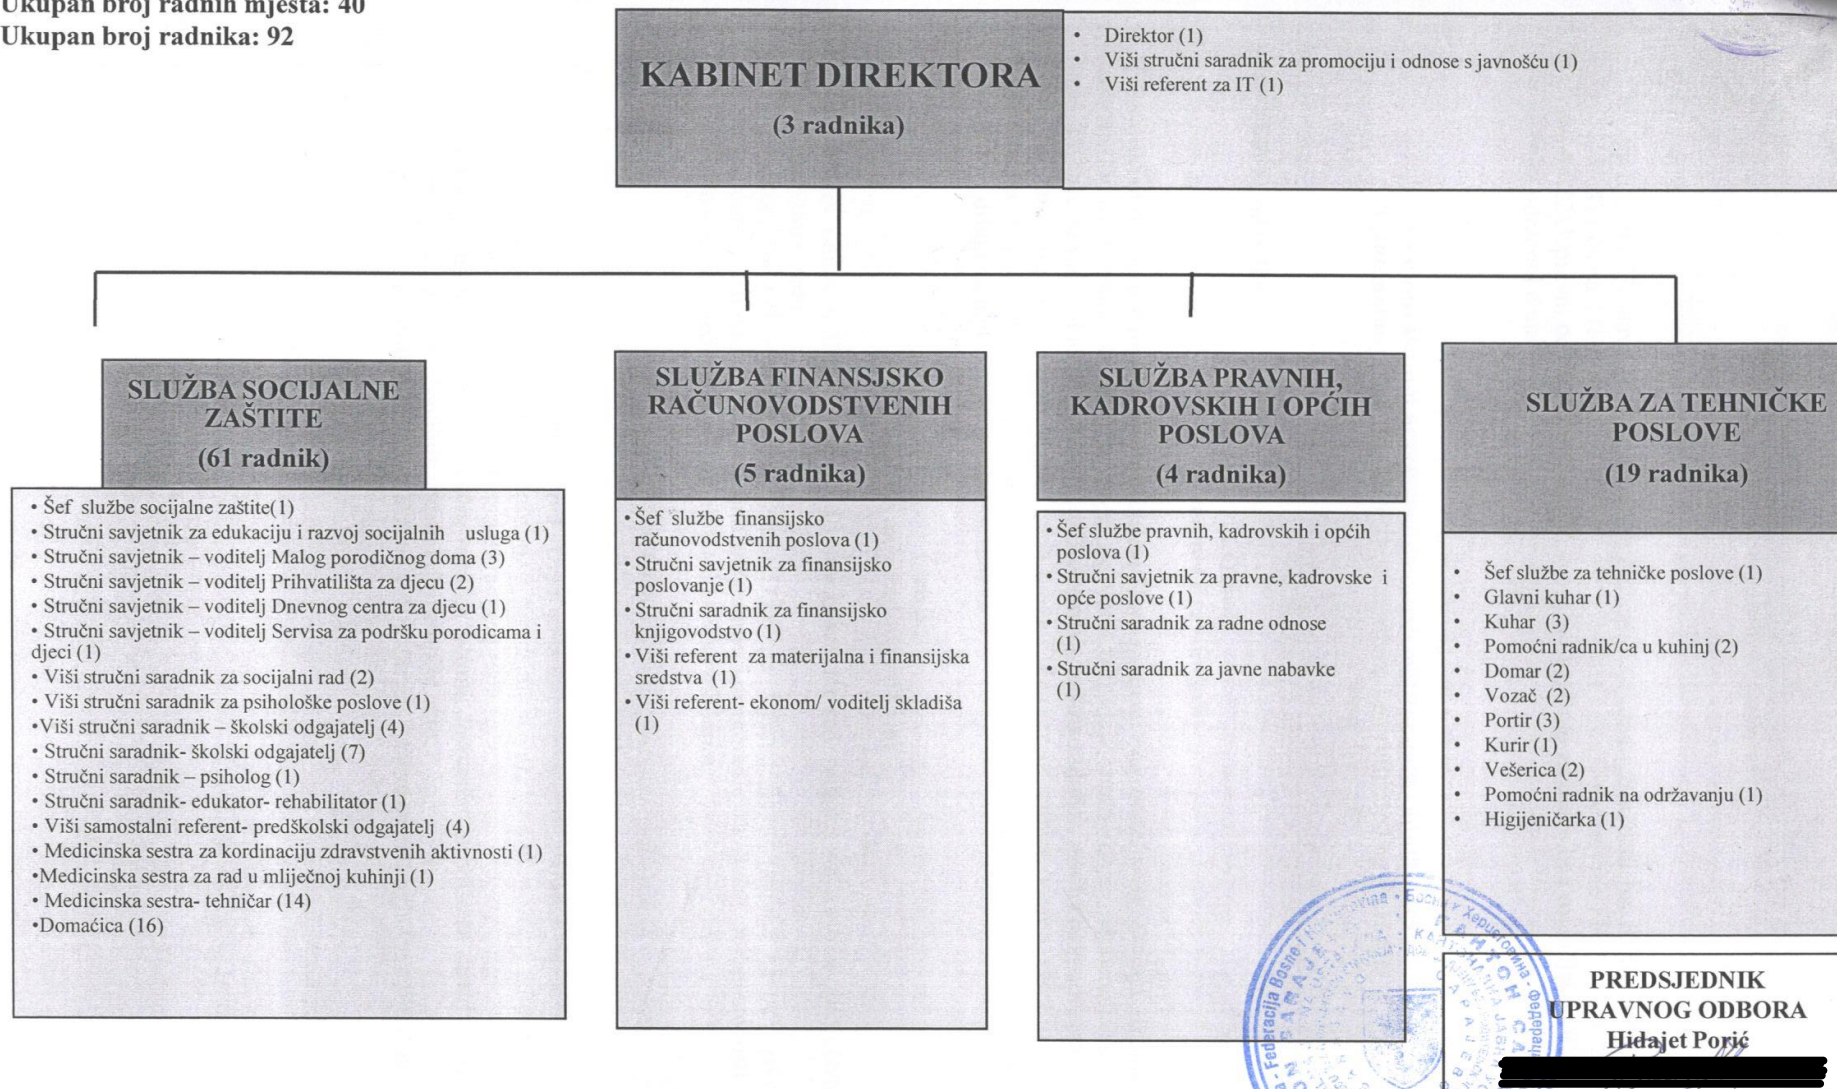 Ukupan broj radnih mjesta: 40
Ukupan broj radnika: 92
KABINET DIREKTORA
(3 radnika)
• Direktor (1)
• Viši stručni saradnik za promociju i odnose s javnošću (1)
• Viši referent za IT (1)
SLUŽBA SOCIJALNE
ZAŠTITE
(61 radnik)
• Šef službe socijalne zaštite(1)
• Stručni savjetnik za edukaciju i razvoj socijalnih usluga (1)
• Stručni savjetnik – voditelj Malog porodičnog doma (3)
• Stručni savjetnik – voditelj Prihvatilišta za djecu (2)
• Stručni savjetnik – voditelj Dnevnog centra za djecu (1)
• Stručni savjetnik – voditelj Servisa za podršku porodicama i
djeci (1)
• Viši stručni saradnik za socijalni rad (2)
• Viši stručni saradnik za psihološke poslove (1)
•Viši stručni saradnik – školski odgajatelj (4)
• Stručni saradnik- školski odgajatelj (7)
• Stručni saradnik – psiholog (1)
• Stručni saradnik- edukator- rehabilitator (1)
• Viši samostalni referent- predškolski odgajatelj (4)
• Medicinska sestra za kordinaciju zdravstvenih aktivnosti (1)
•Medicinska sestra za rad u mliječnoj kuhinji (1)
• Medicinska sestra- tehničar (14)
•Domaćica (16)
SLUŽBA FINANSJSKO
RAČUNOVODSTVENIH
POSLOVA
(5 radnika)
• Šef službe finansijsko
računovodstvenih poslova (1)
• Stručni savjetnik za finansijsko
poslovanje (1)
• Stručni saradnik za finansijsko
knjigovodstvo (1)
• Viši referent za materijalna i finansijska
sredstva (1)
• Viši referent- ekonom/ voditelj skladiša
(1)
SLUŽBA PRAVNIH,
KADROVSKIH I OPĆIH
POSLOVA
(4 radnika)
• Šef službe pravnih, kadrovskih i općih
poslova (1)
• Stručni savjetnik za pravne, kadrovske i
opće poslove (1)
• Stručni saradnik za radne odnose
(1)
• Stručni saradnik za javne nabavke
(1)
SLUŽBA ZA TEHNIČKE
POSLOVE
(19 radnika)
• Šef službe za tehničke poslove (1)
• Glavni kuhar (1)
• Kuhar (3)
• Pomoćni radnik/ca u kuhinj (2)
• Domar (2)
• Vozač (2)
• Portir (3)
• Kurir (1)
• Vešerica (2)
• Pomoćni radnik na održavanju (1)
• Higijeničarka (1)
PREDSJEDNIK
UPRAVNOG ODBORA
Hidajet Porić
Federacija Bosne i